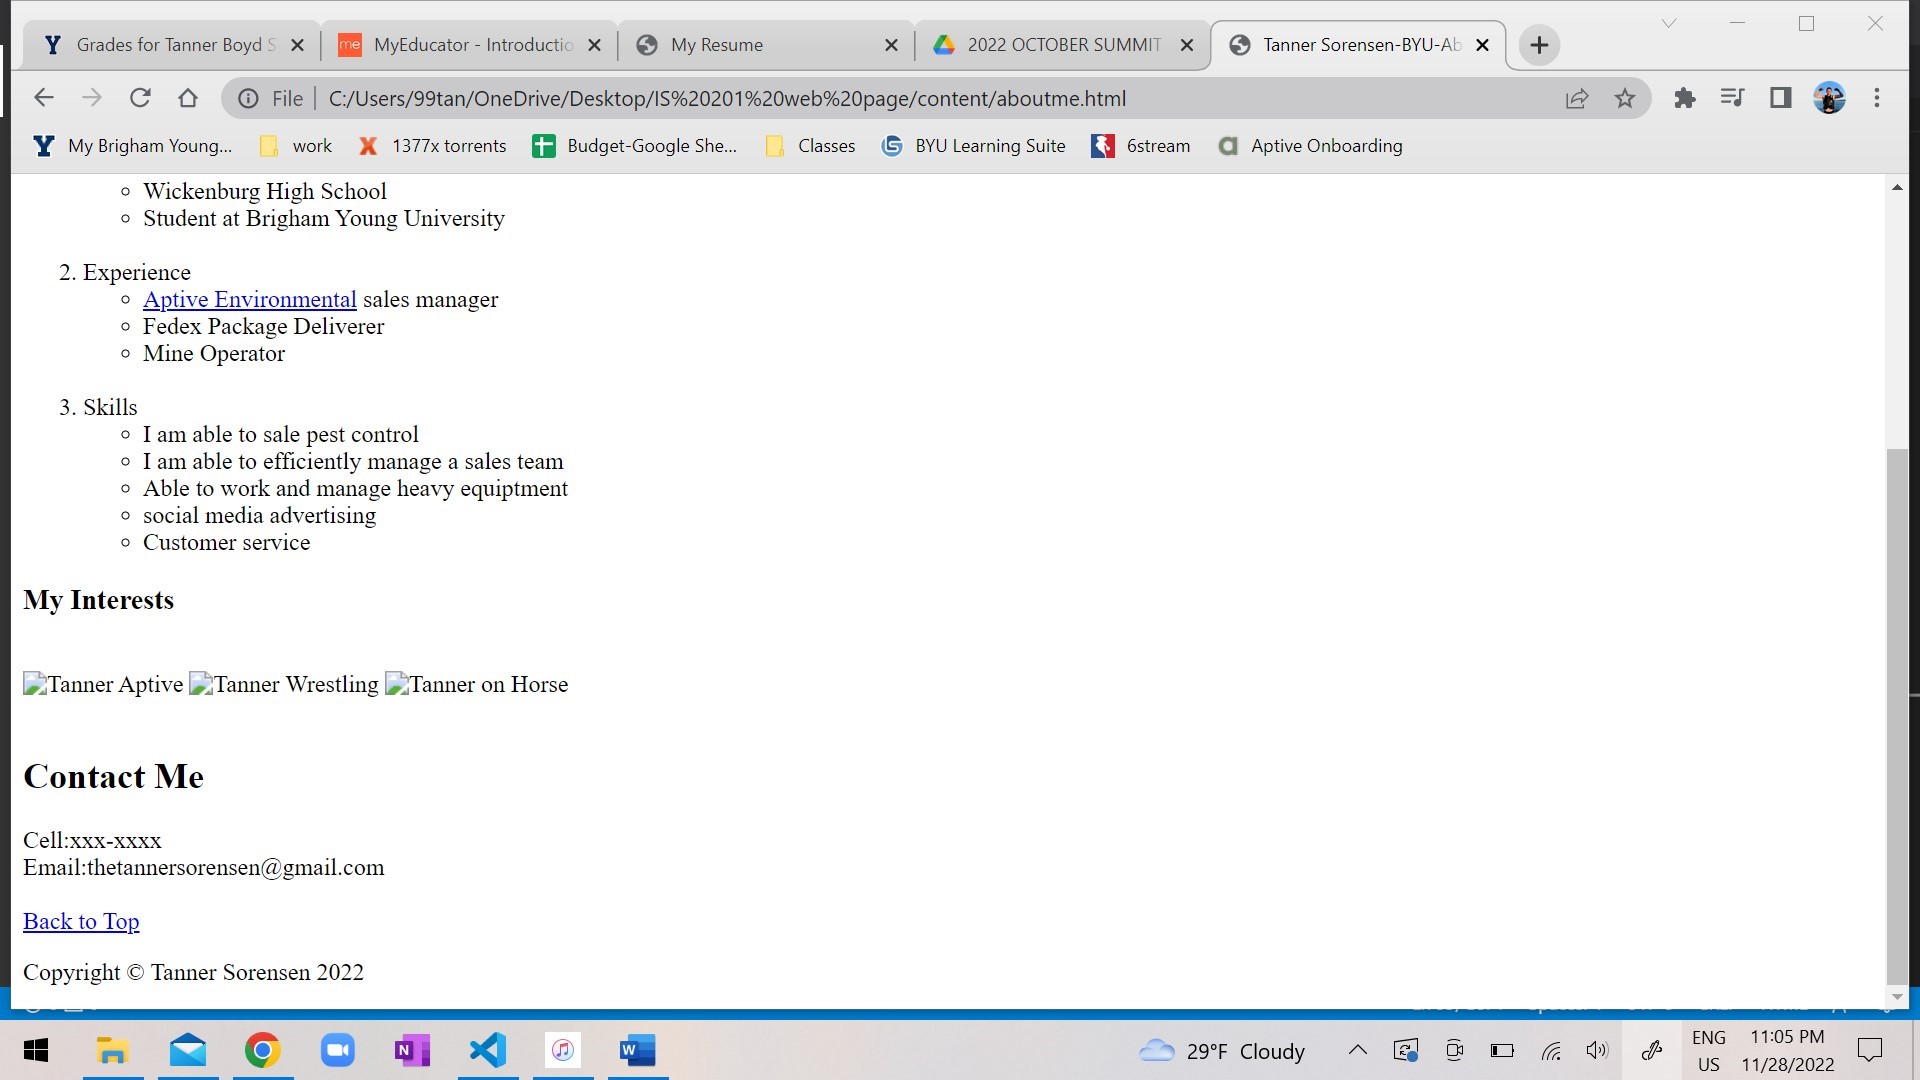 Grades for Tanner Boyd S
MyEducator - Introductio
My Resume
2022 OCTOBER SUMMIT
Tanner Sorensen-BYU-Ab
File
C:/Users/99tan/OneDrive/Desktop/IS%20201%20web%20page/content/aboutme.html
My Brigham Young...
work
1377x torrents
Budget-Google She...
Classes
BYU Learning Suite
6stream
Aptive Onboarding
Wickenburg High School
Student at Brigham Young University
2. Experience
Aptive Environmental sales manager
Fedex Package Deliverer
Mine Operator
3. Skills
I am able to sale pest control
I am able to efficiently manage a sales team
Able to work and manage heavy equiptment
social media advertising
Customer service
My Interests
Tanner Aptive Tanner Wrestling Tanner on Horse
Contact Me
Cell:xxx-xxxx
Email:thetannersorensen@gmail.com
Back to Top
Copyright © Tanner Sorensen 2022
29°F Cloudy
ENG
US
11:05 PM
11/28/2022